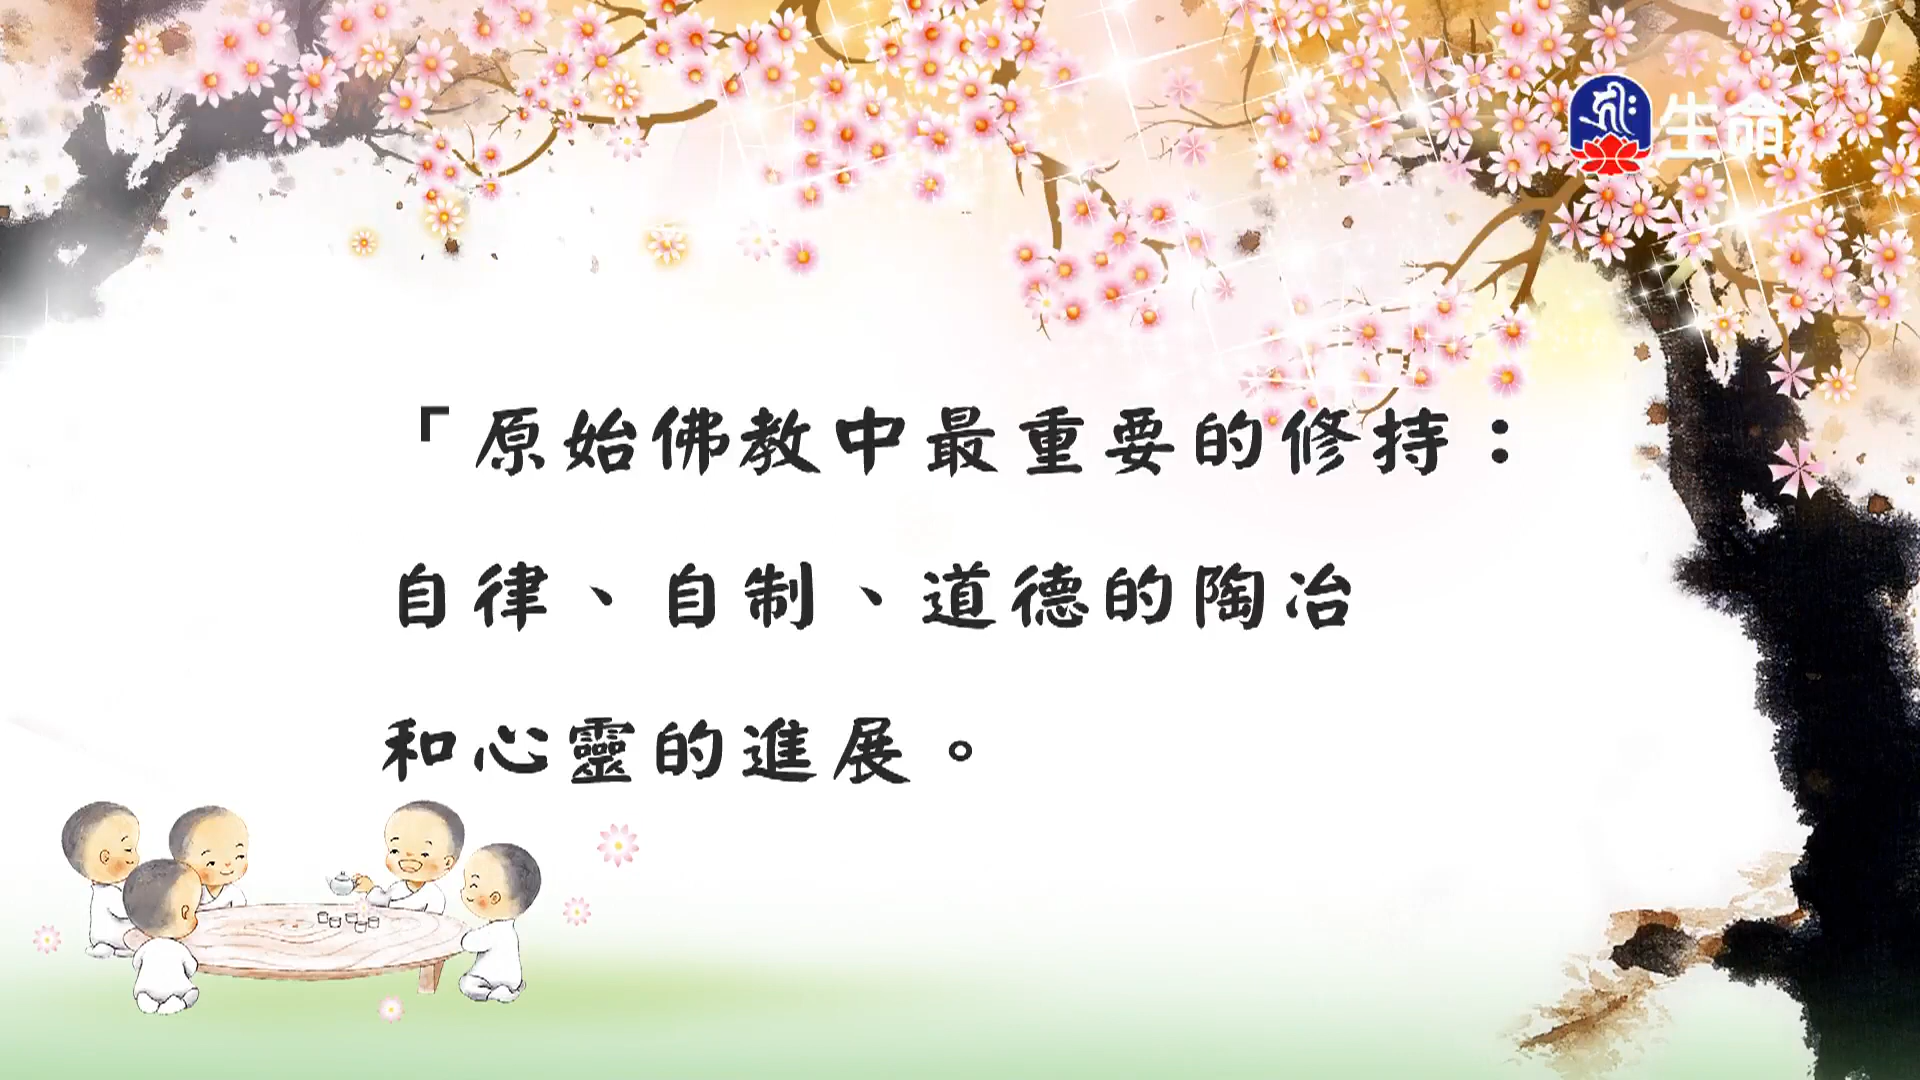 生命
「原始佛教中最重要的修持：
自律、自制、道德的陶冶
和心靈的進展。